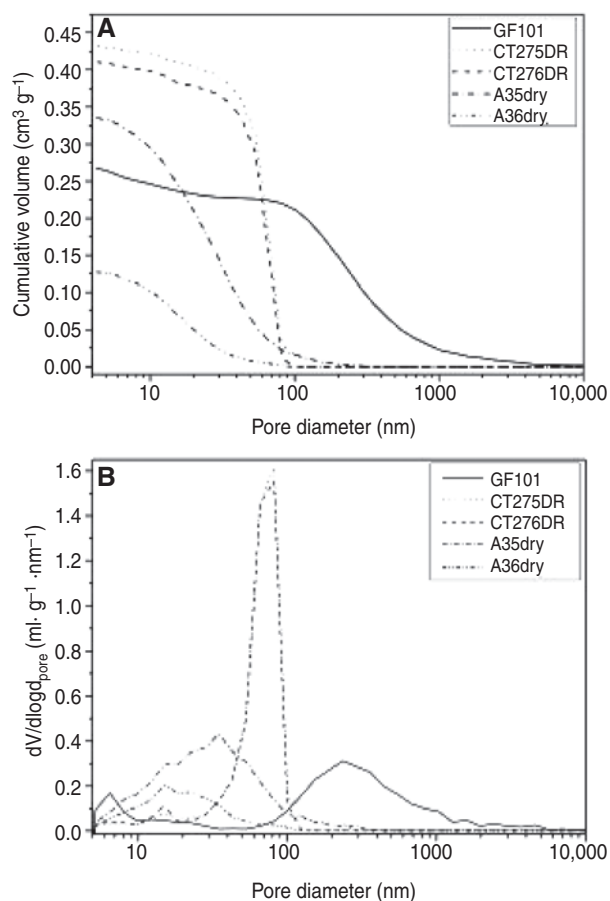 A
0.45
0.40
0.35
0.30
0.25
0.20
0.15
0.10
0.05
0.00
Cumulative volume (cm³ g⁻¹)
GF101
CT275DR
CT276DR
A35dry
A36dry
10
100
1000
10,000
Pore diameter (nm)
B
1.6
1.4
1.2
1.0
0.8
0.6
0.4
0.2
0.0
dV/dlogdpore (ml· g⁻¹ ·nm⁻¹)
GF101
CT275DR
CT276DR
A35dry
A36dry
10
100
1000
10,000
Pore diameter (nm)